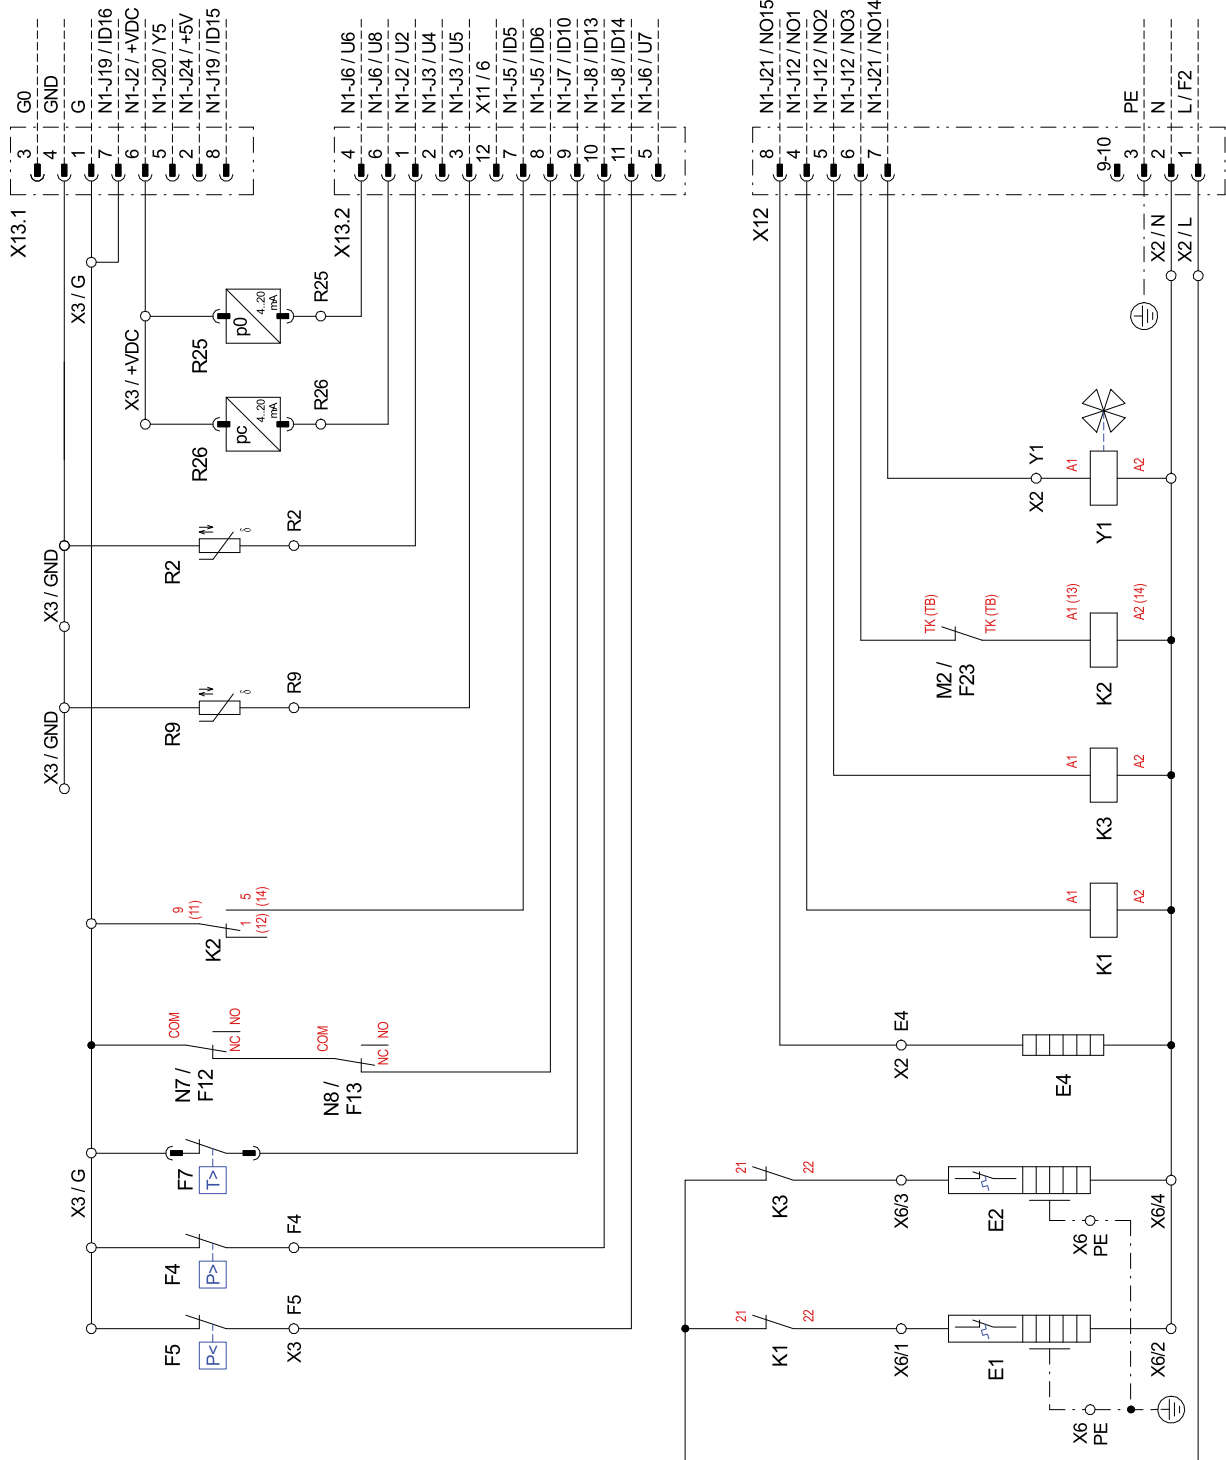 G0
GND
G
N1-J19 / ID16
N1-J2 / +VDC
N1-J20 / Y5
N1-J24 / +5V
N1-J19 / ID15
3
4
1
7
6
5
2
8
X13.1
N1-J6 / U6
N1-J6 / U8
N1-J2 / U2
N1-J3 / U4
N1-J3 / U5
X11 / 6
N1-J5 / ID5
N1-J5 / ID6
N1-J7 / ID10
N1-J8 / ID13
N1-J8 / ID14
N1-J6 / U7
4
6
1
2
3
12
7
8
9
10
11
5
X13.2
N1-J21 / NO15
N1-J12 / NO1
N1-J12 / NO2
N1-J12 / NO3
N1-J21 / NO14
8
4
5
6
7
X12
PE
N
L / F2
9-10
3
2
1
X2 / N
X2 / L
X3 / G
X3 / +VDC
R25
p0
4..20
mA
R25
R26
pc
4..20
mA
R26
X3 / GND
R2
δ
R2
X3 / GND
R9
δ
R9
K2
9
(11)
1
(12)
5
(14)
N7 /
F12
COM
NC
NO
N8 /
F13
COM
NC
NO
X3 / G
F7
T>
F4
P>
F4
F5
P<
F5
X3
X2
Y1
A1
A2
Y1
TK (TB)
TK (TB)
M2 /
F23
A1 (13)
A2 (14)
K2
A1
A2
K3
A1
A2
K1
X2
E4
E4
21
22
K3
X6/3
E2
X6
PE
X6/4
21
22
K1
X6/1
E1
X6
PE
X6/2